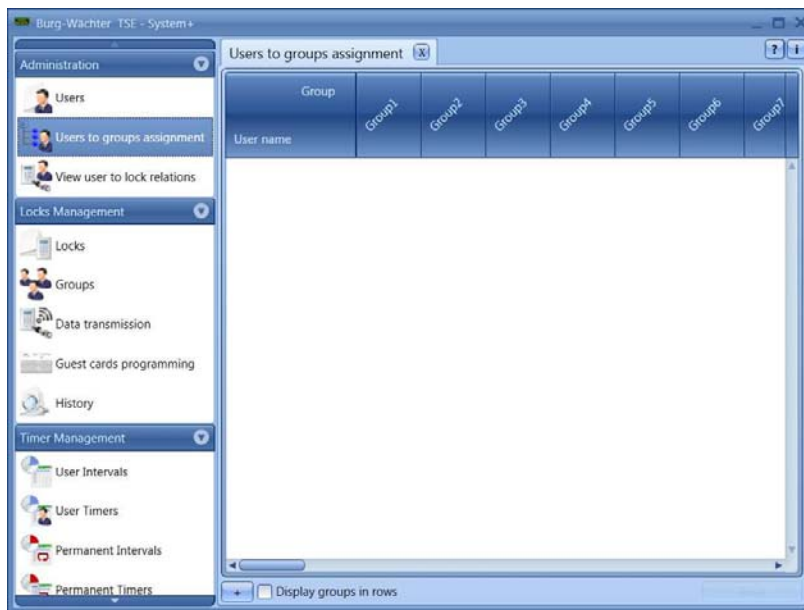 Burg-Wächter TSE - System+
Administration
Users
Users to groups assignment
View user to lock relations
Locks Management
Locks
Groups
Data transmission
Guest cards programming
History
Timer Management
User Intervals
User Timers
Permanent Intervals
Permanent Timers
Users to groups assignment x
? i
Group
User name
Group1 Group2 Group3 Group4 Group5 Group6 Group7
+ Display groups in rows